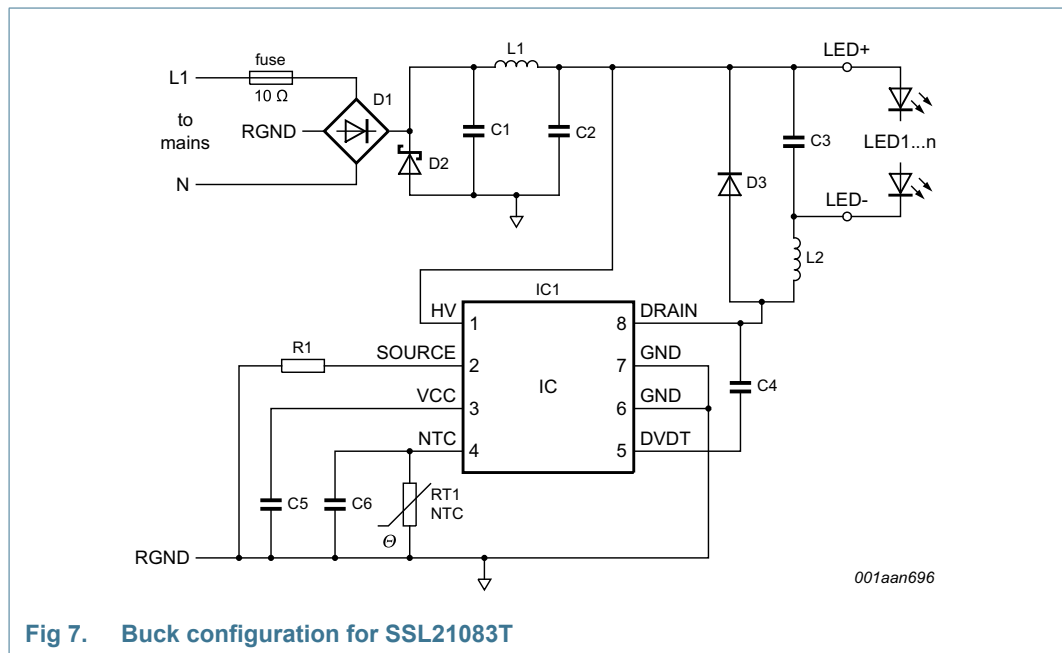 L1
fuse
10 Ω
D1
to
mains
RGND
N
L1
LED+
C1
C2
D2
C3
LED1...n
D3
LED-
L2
IC1
HV
DRAIN
1
8
R1
SOURCE
GND
2
7
IC
C4
VCC
GND
3
6
NTC
DVDT
4
5
C5
C6
RT1
NTC
Θ
RGND
001aan696
Fig 7. Buck configuration for SSL21083T